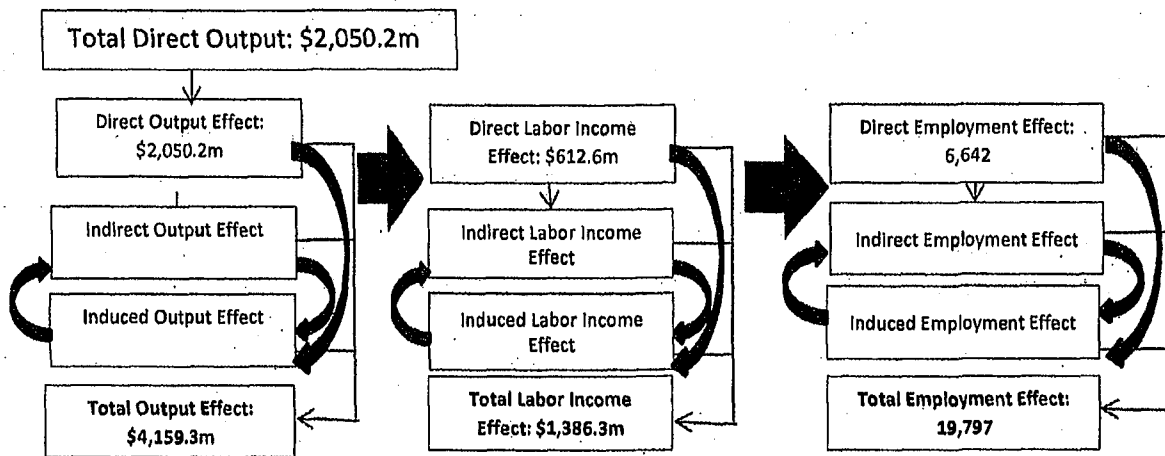 Total Direct Output: $2,050.2m
Direct Output Effect:
$2,050.2m
Indirect Output Effect
Induced Output Effect
Total Output Effect:
$4,159.3m
Direct Labor Income
Effect: $612.6m
Indirect Labor Income
Effect
Induced Labor Income
Effect
Total Labor Income
Effect: $1,386.3m
Direct Employment Effect:
6,642
Indirect Employment Effect
Induced Employment Effect
Total Employment Effect:
19,797